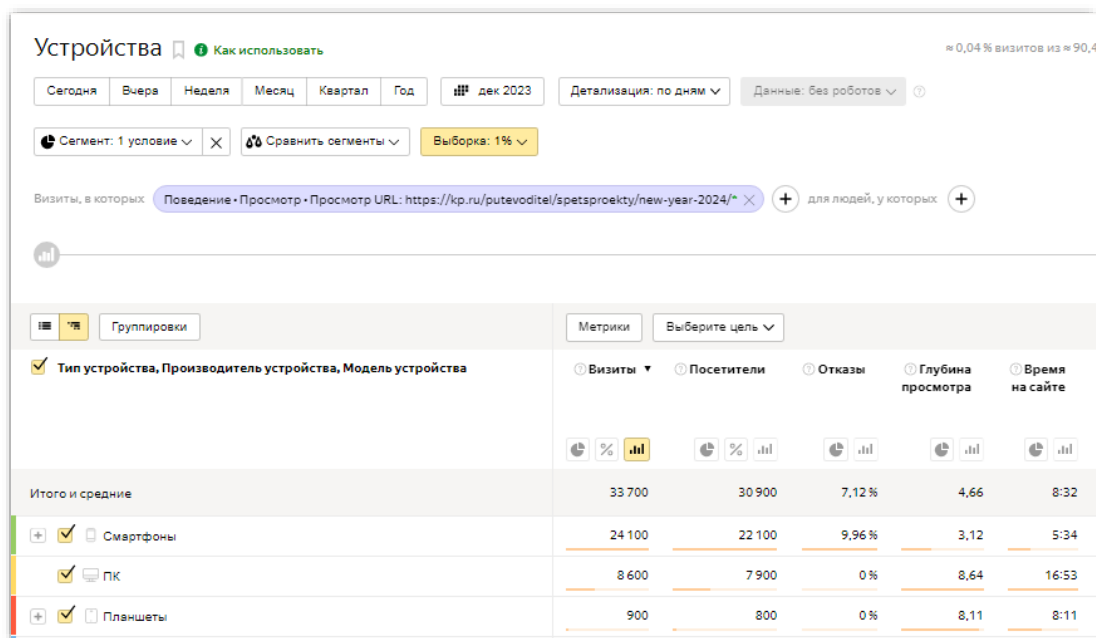 Устройства Как использовать
≈ 0,04 % визитов из ≈ 90,4
Сегодня Вчера Неделя Месяц Квартал Год дек 2023 Детализация: по дням Данные: без роботов
Сегмент: 1 условие Сравнить сегменты Выборка: 1%
Визиты, в которых Поведение • Просмотр • Просмотр URL: https://kp.ru/putevoditel/spetsproekty/new-year-2024/* для людей, у которых
Группировки Метрики Выберите цель
Тип устройства, Производитель устройства, Модель устройства Визиты ▼ Посетители Отказы Глубина просмотра Время на сайте
Итого и средние 33 700 30 900 7,12 % 4,66 8:32
Смартфоны 24 100 22 100 9,96 % 3,12 5:34
ПК 8 600 7 900 0 % 8,64 16:53
Планшеты 900 800 0 % 8,11 8:11